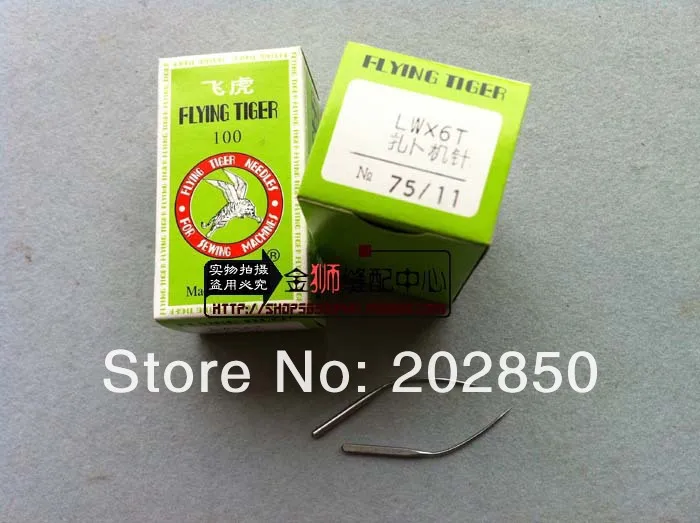 飞虎
FLYING TIGER
100
FLYING TIGER NEEDLES
FOR SEWING MACHINES
®
FLYING TIGER
LW×6T
扎卜机针
№ 75/11
实物拍摄
盗用必究
金狮缝配中心
Store No: 202850